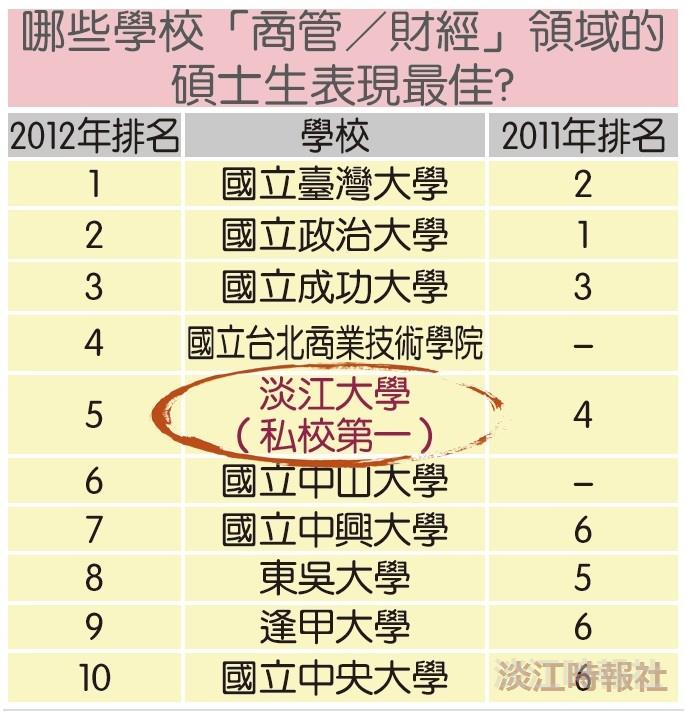 哪些學校「商管／財經」領域的
碩士生表現最佳?
2012年排名 學校 2011年排名
1 國立臺灣大學 2
2 國立政治大學 1
3 國立成功大學 3
4 國立台北商業技術學院 –
5 淡江大學 4
（私校第一）
6 國立中山大學 –
7 國立中興大學 6
8 東吳大學 5
9 逢甲大學 6
10 國立中央大學 6
淡江時報社